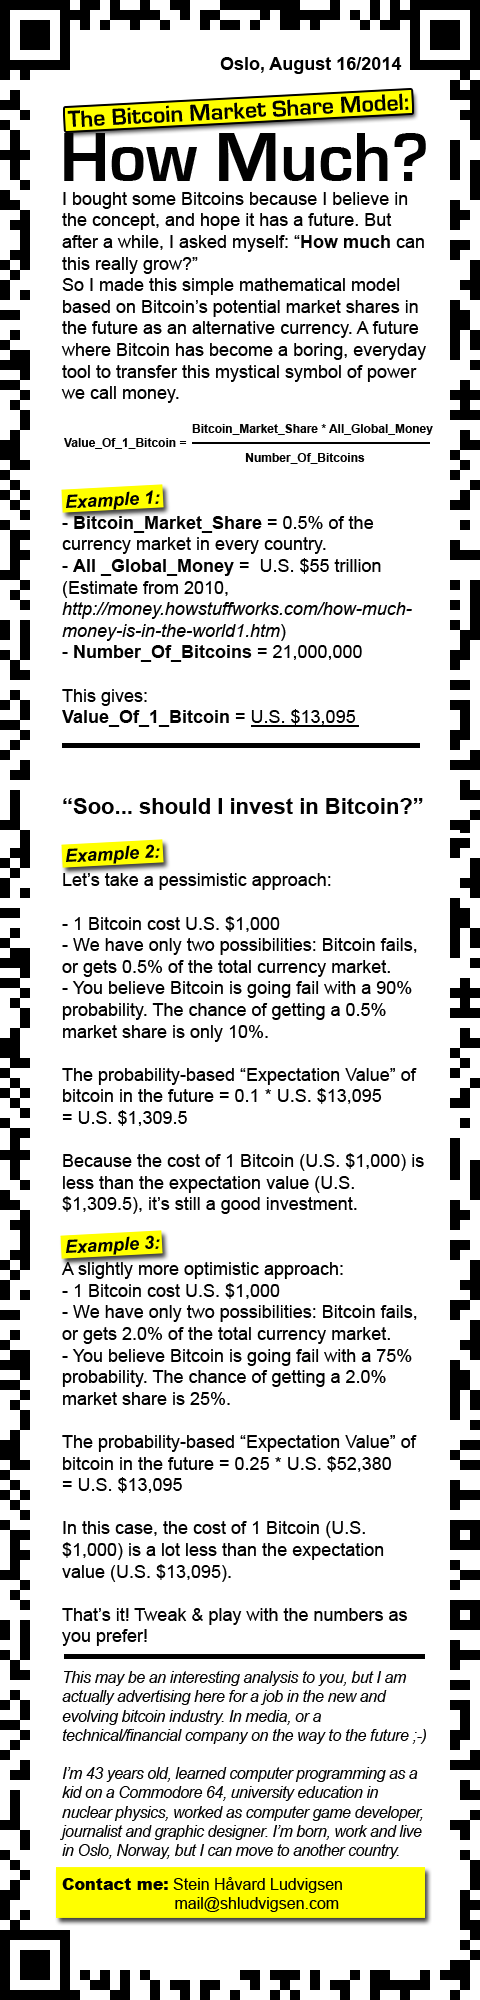 Oslo, August 16/2014
The Bitcoin Market Share Model:
How Much?
I bought some Bitcoins because I believe in
the concept, and hope it has a future. But
after a while, I asked myself: “How much can
this really grow?”
So I made this simple mathematical model
based on Bitcoin’s potential market shares in
the future as an alternative currency. A future
where Bitcoin has become a boring, everyday
tool to transfer this mystical symbol of power
we call money.
Bitcoin_Market_Share * All_Global_Money
Value_Of_1_Bitcoin =
Number_Of_Bitcoins
Example 1:
- Bitcoin_Market_Share = 0.5% of the
currency market in every country.
- All _Global_Money =  U.S. $55 trillion
(Estimate from 2010,
http://money.howstuffworks.com/how-much-
money-is-in-the-world1.htm)
- Number_Of_Bitcoins = 21,000,000
This gives:
Value_Of_1_Bitcoin = U.S. $13,095
“Soo... should I invest in Bitcoin?”
Example 2:
Let’s take a pessimistic approach:
- 1 Bitcoin cost U.S. $1,000
- We have only two possibilities: Bitcoin fails,
or gets 0.5% of the total currency market.
- You believe Bitcoin is going fail with a 90%
probability. The chance of getting a 0.5%
market share is only 10%.
The probability-based “Expectation Value” of
bitcoin in the future = 0.1 * U.S. $13,095
= U.S. $1,309.5
Because the cost of 1 Bitcoin (U.S. $1,000) is
less than the expectation value (U.S.
$1,309.5), it’s still a good investment.
Example 3:
A slightly more optimistic approach:
- 1 Bitcoin cost U.S. $1,000
- We have only two possibilities: Bitcoin fails,
or gets 2.0% of the total currency market.
- You believe Bitcoin is going fail with a 75%
probability. The chance of getting a 2.0%
market share is 25%.
The probability-based “Expectation Value” of
bitcoin in the future = 0.25 * U.S. $52,380
= U.S. $13,095
In this case, the cost of 1 Bitcoin (U.S.
$1,000) is a lot less than the expectation
value (U.S. $13,095).
That’s it! Tweak & play with the numbers as
you prefer!
This may be an interesting analysis to you, but I am
actually advertising here for a job in the new and
evolving bitcoin industry. In media, or a
technical/financial company on the way to the future ;-)
I’m 43 years old, learned computer programming as a
kid on a Commodore 64, university education in
nuclear physics, worked as computer game developer,
journalist and graphic designer. I’m born, work and live
in Oslo, Norway, but I can move to another country.
Contact me: Stein Håvard Ludvigsen
mail@shludvigsen.com